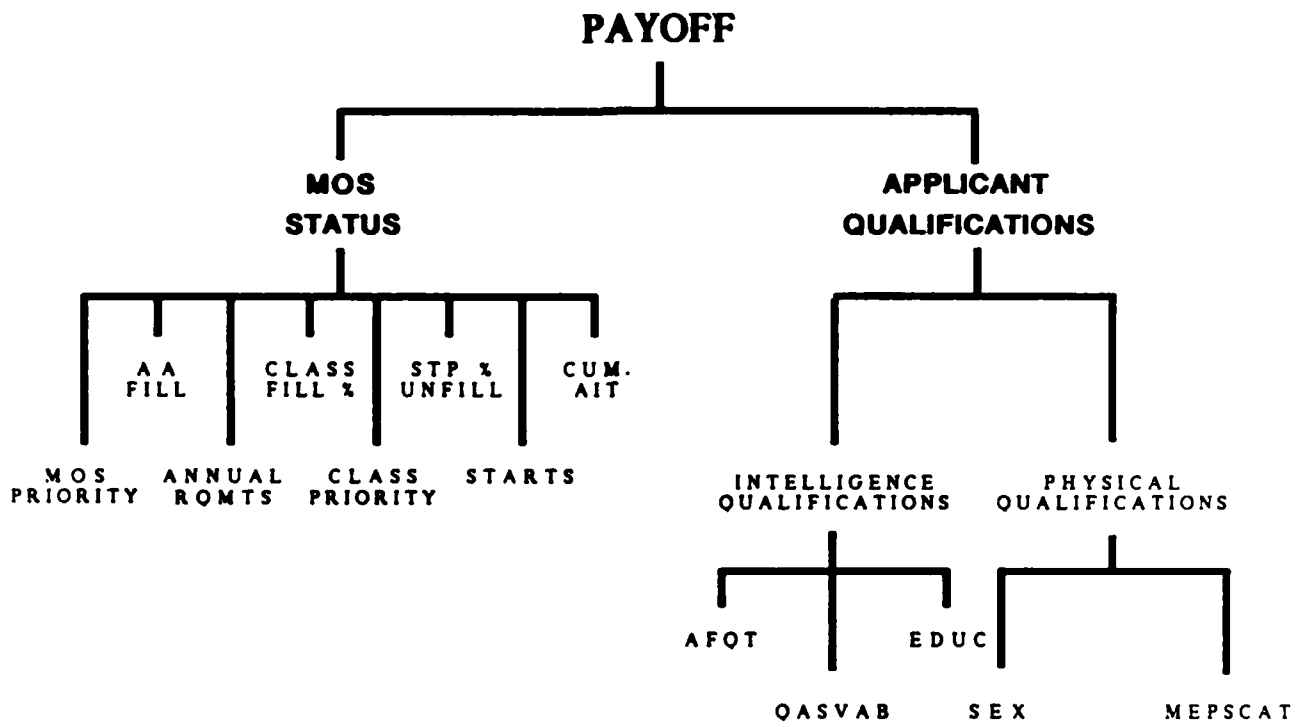 PAYOFF
MOS
STATUS
APPLICANT
QUALIFICATIONS
AA
FILL
CLASS
FILL %
STP %
UNFILL
CUM.
AIT
MOS
PRIORITY
ANNUAL
RQMTS
CLASS
PRIORITY
STARTS
INTELLIGENCE
QUALIFICATIONS
PHYSICAL
QUALIFICATIONS
AFQT
EDUC
QASVAB
SEX
MEPSCAT